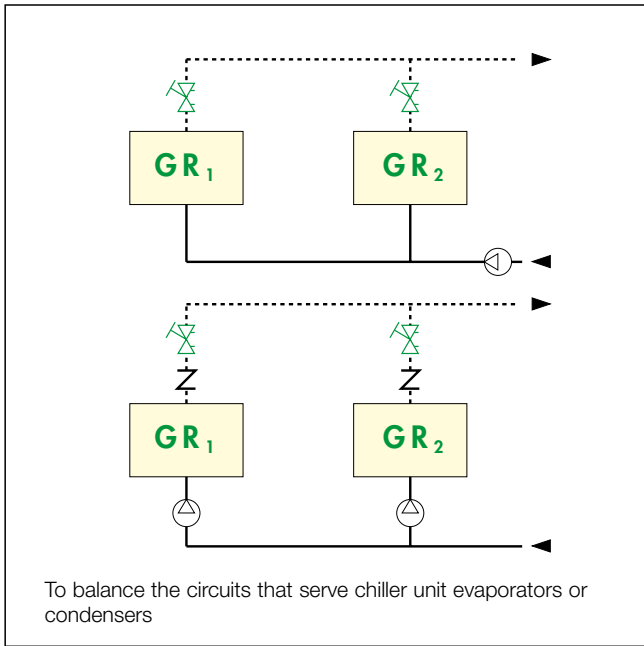 GR₁ GR₂
GR₁ GR₂
To balance the circuits that serve chiller unit evaporators or
condensers